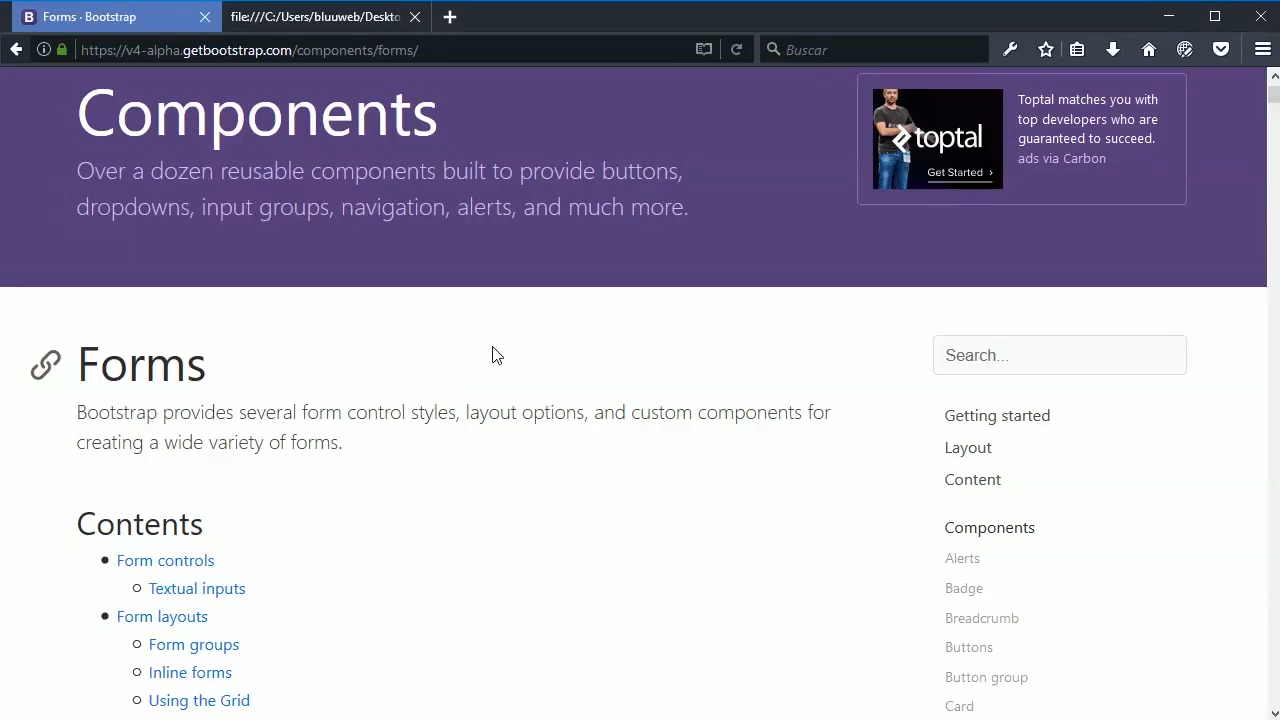 Forms · Bootstrap
file:///C:/Users/bluuweb/Deskto
https://v4-alpha.getbootstrap.com/components/forms/
Buscar
Components
Over a dozen reusable components built to provide buttons,
dropdowns, input groups, navigation, alerts, and much more.
toptal
Get Started ›
Toptal matches you with
top developers who are
guaranteed to succeed.
ads via Carbon
Forms
Bootstrap provides several form control styles, layout options, and custom components for
creating a wide variety of forms.
Contents
Form controls
Textual inputs
Form layouts
Form groups
Inline forms
Using the Grid
Search...
Getting started
Layout
Content
Components
Alerts
Badge
Breadcrumb
Buttons
Button group
Card